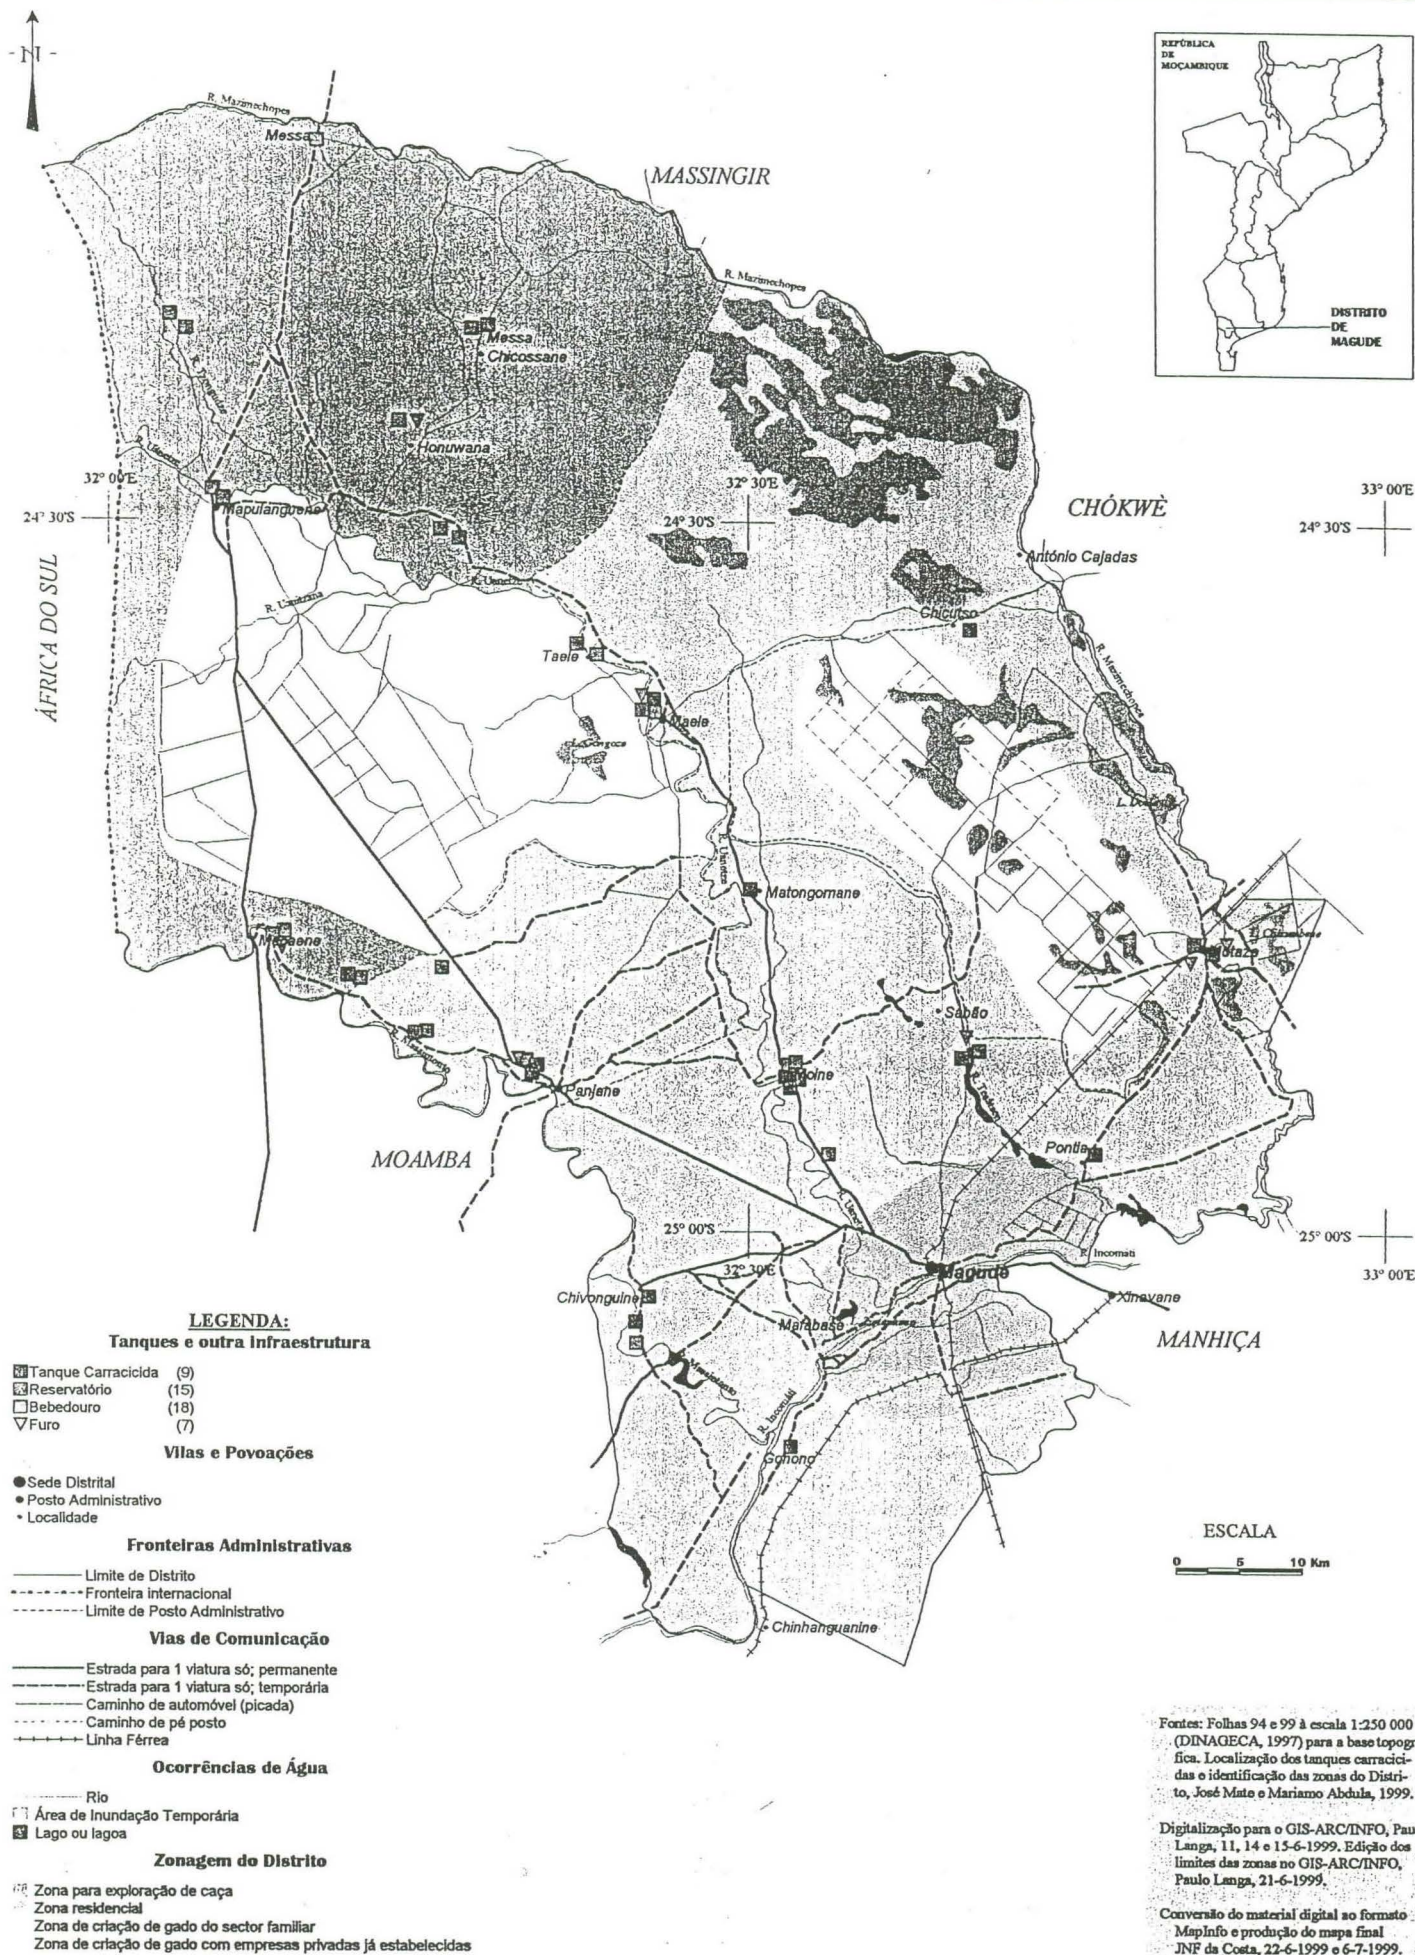 - N -
REPÚBLICA
DE
MOÇAMBIQUE
DISTRITO
DE
MAGUDE
R. Mazimechopes
Messa
MASSINGIR
R. Mazimechopes
Messa
Chicossane
Honuwana
32° 00'E
24° 30'S
Mapulanguene
32° 30'E
24° 30'S
33° 00'E
24° 30'S
CHÓKWÈ
António Cajadas
ÁFRICA DO SUL
R. Uanetze
R. Uanitzana
Chicutso
Taele
R. Mazimechopes
Maele
R. Uanetze
Matongomane
Motaze
Sabão
Moine
Panjane
Pontia
MOAMBA
R. Massintonto
25° 00'S
32° 30'E
25° 00'S
33° 00'E
R. Incomati
Magude
Xinavane
Chivonguine
Mafabase
MANHIÇA
R. Massintonto
R. Incomáti
Gohono
Chinhanguanine
LEGENDA:
Tanques e outra infraestrutura
Tanque Carracicida (9)
Reservatório (15)
Bebedouro (18)
Furo (7)
Vilas e Povoações
Sede Distrital
Posto Administrativo
Localidade
Fronteiras Administrativas
Limite de Distrito
Fronteira internacional
Limite de Posto Administrativo
Vias de Comunicação
Estrada para 1 viatura só; permanente
Estrada para 1 viatura só; temporária
Caminho de automóvel (picada)
Caminho de pé posto
Linha Férrea
Ocorrências de Água
Rio
Área de Inundação Temporária
Lago ou lagoa
Zonagem do Distrito
Zona para exploração de caça
Zona residencial
Zona de criação de gado do sector familiar
Zona de criação de gado com empresas privadas já estabelecidas
ESCALA
0 5 10 Km
Fontes: Folhas 94 e 99 à escala 1:250 000
(DINAGECA, 1997) para a base topogr
fica. Localização dos tanques carracici-
das e identificação das zonas do Distri-
to, José Mate e Mariamo Abdula, 1999.
Digitalização para o GIS-ARC/INFO, Pau
Langa, 11, 14 e 15-6-1999. Edição dos
limites das zonas no GIS-ARC/INFO,
Paulo Langa, 21-6-1999.
Conversão do material digital ao formato
MapInfo e produção do mapa final
JNF da Costa, 22-6-1999 e 6-7-1999.